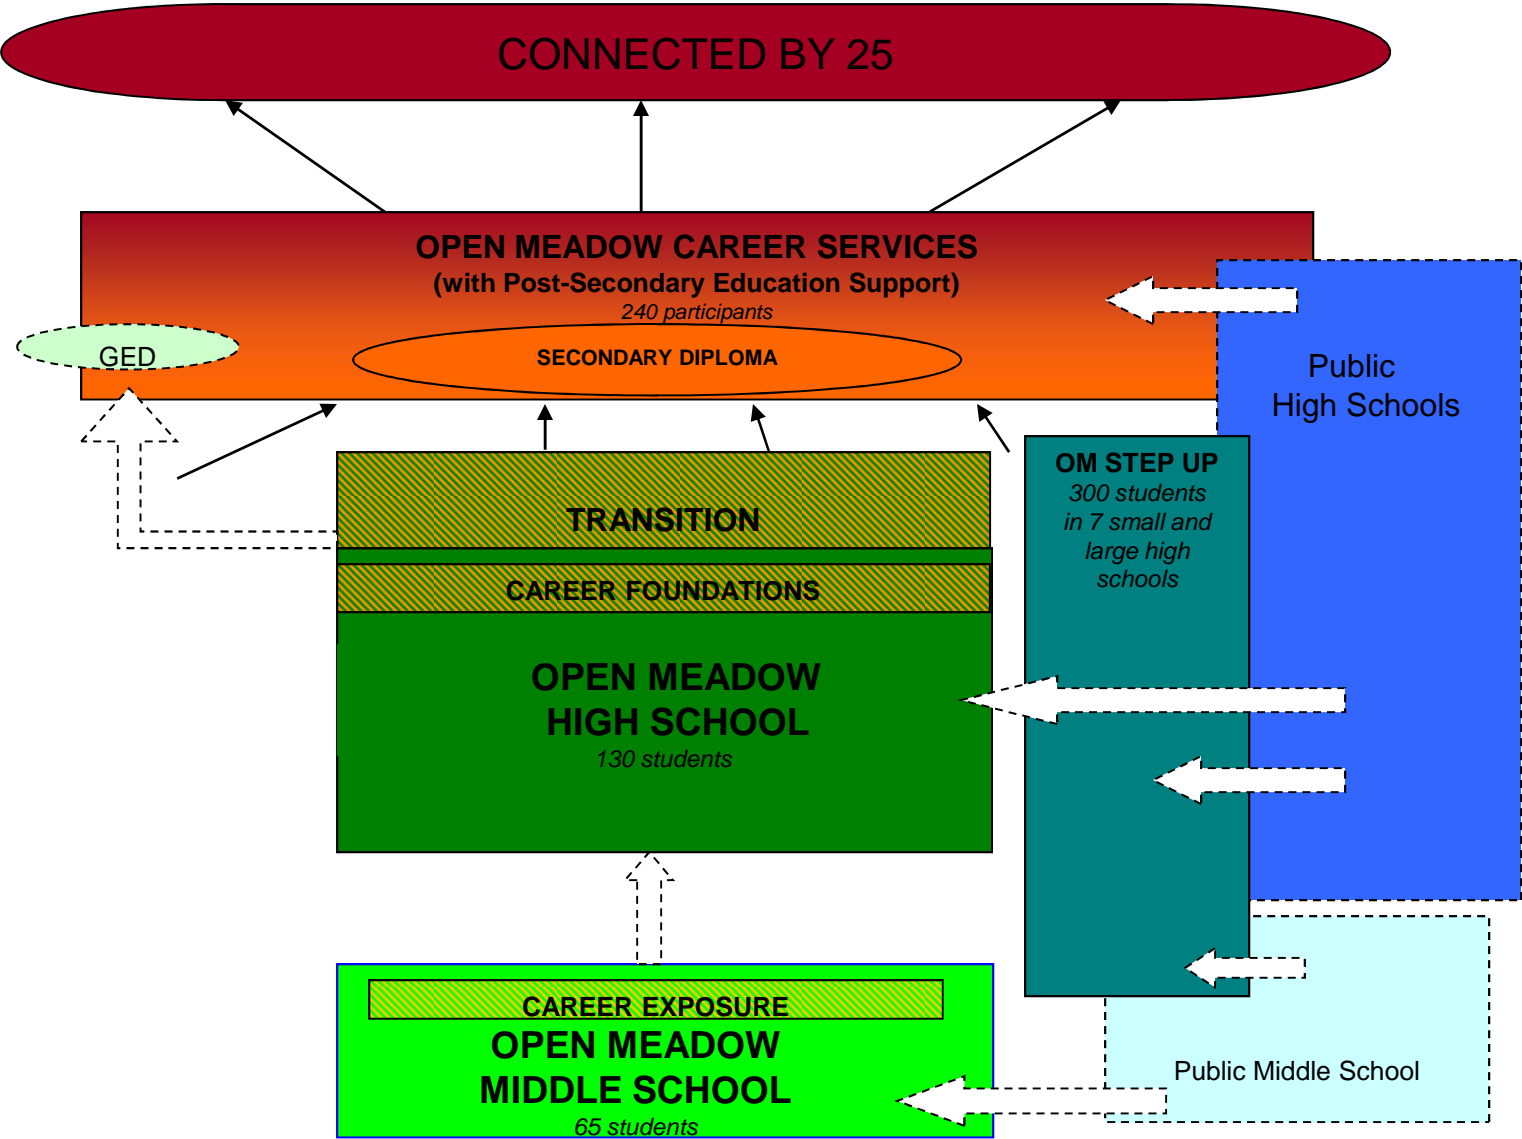 CONNECTED BY 25
OPEN MEADOW CAREER SERVICES
(with Post-Secondary Education Support)
240 participants
SECONDARY DIPLOMA
GED
Public
High Schools
OM STEP UP
300 students
in 7 small and
large high
schools
TRANSITION
CAREER FOUNDATIONS
OPEN MEADOW
HIGH SCHOOL
130 students
CAREER EXPOSURE
OPEN MEADOW
MIDDLE SCHOOL
65 students
Public Middle School